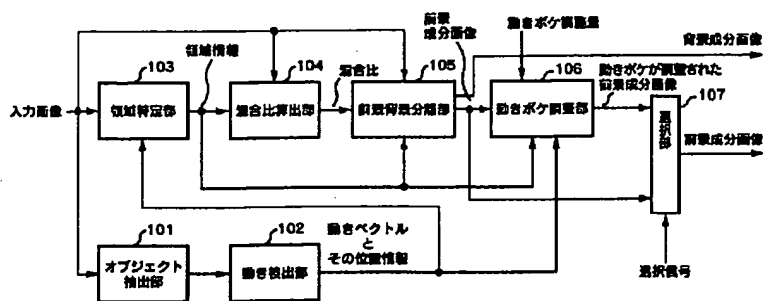 前景
成分画像
動きボケ調整量
背景成分画像
領域情報
103
104
混合比
105
106
動きボケが調整された
前景成分画像
107
入力画像
領域特定部
混合比算出部
前景背景分離部
動きボケ調整部
選択部
前景成分画像
101
102
動きベクトル
と
その位置情報
オブジェクト
抽出部
動き検出部
選択信号